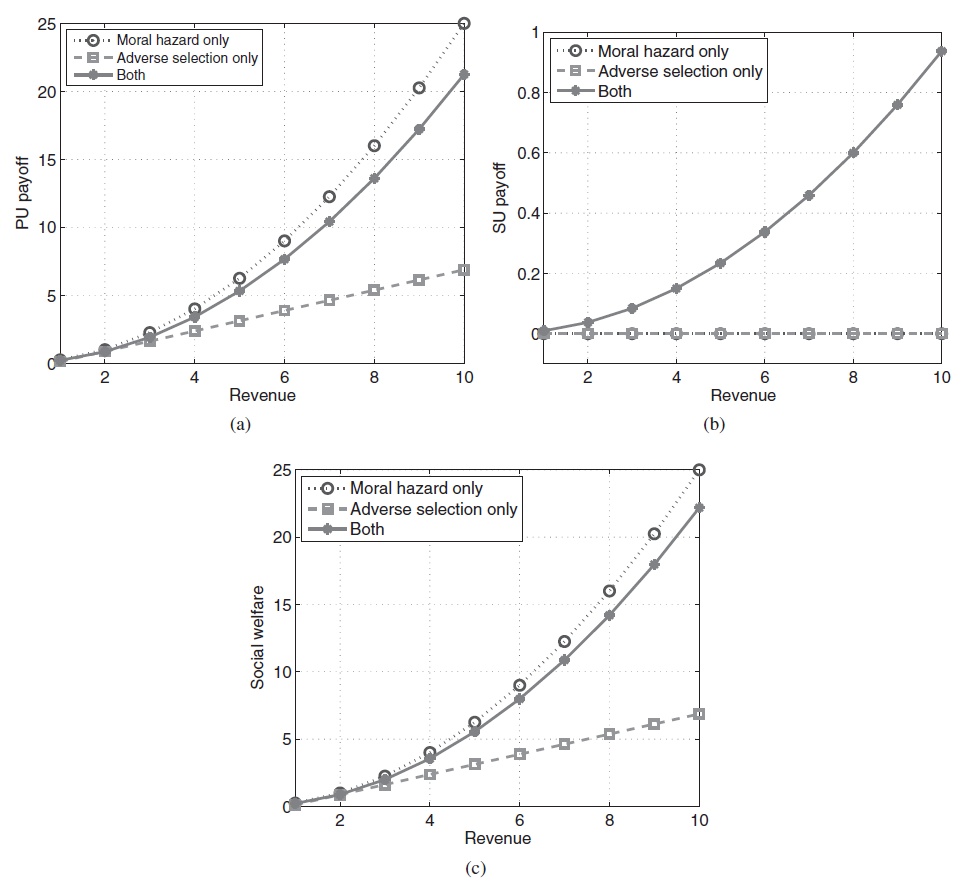 25
20
15
10
5
0
PU payoff
Moral hazard only
Adverse selection only
Both
2 4 6 8 10
Revenue
(a)
1
0.8
0.6
0.4
0.2
0
SU payoff
Moral hazard only
Adverse selection only
Both
2 4 6 8 10
Revenue
(b)
25
20
15
10
5
0
Social welfare
Moral hazard only
Adverse selection only
Both
2 4 6 8 10
Revenue
(c)